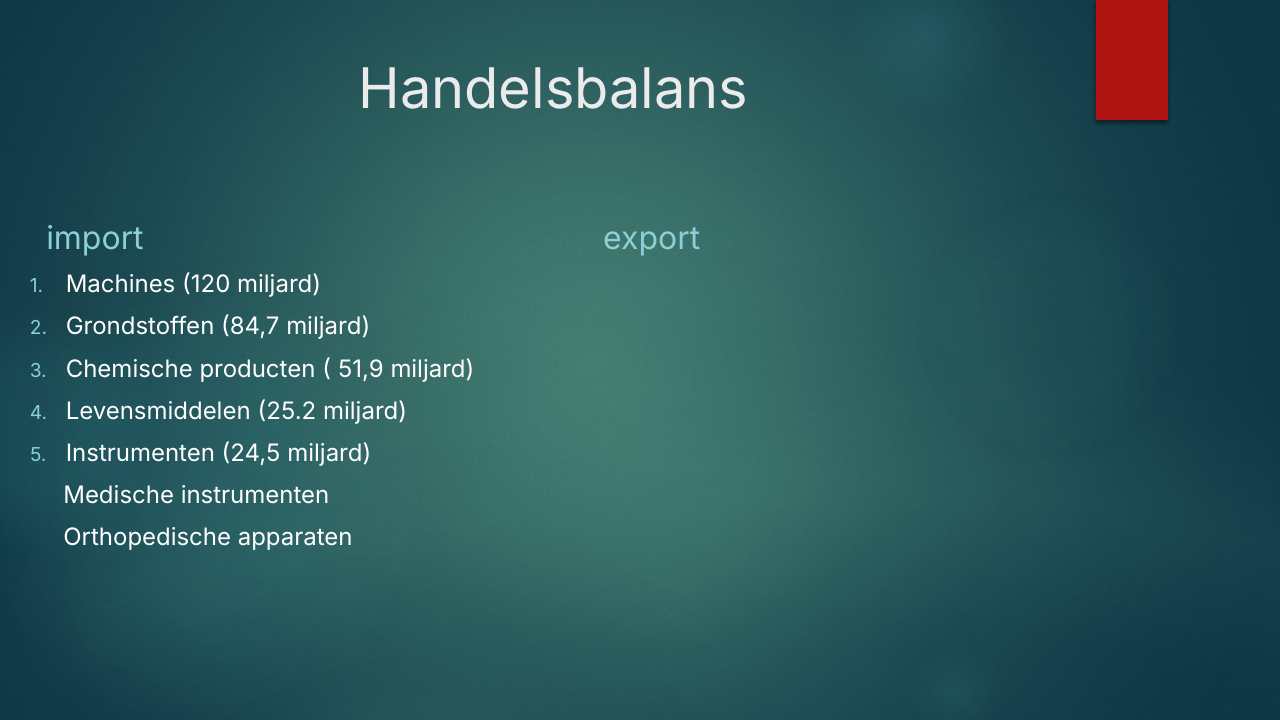 Handelsbalans
import
1. Machines (120 miljard)
2. Grondstoffen (84,7 miljard)
3. Chemische producten ( 51,9 miljard)
4. Levensmiddelen (25.2 miljard)
5. Instrumenten (24,5 miljard)
Medische instrumenten
Orthopedische apparaten
export